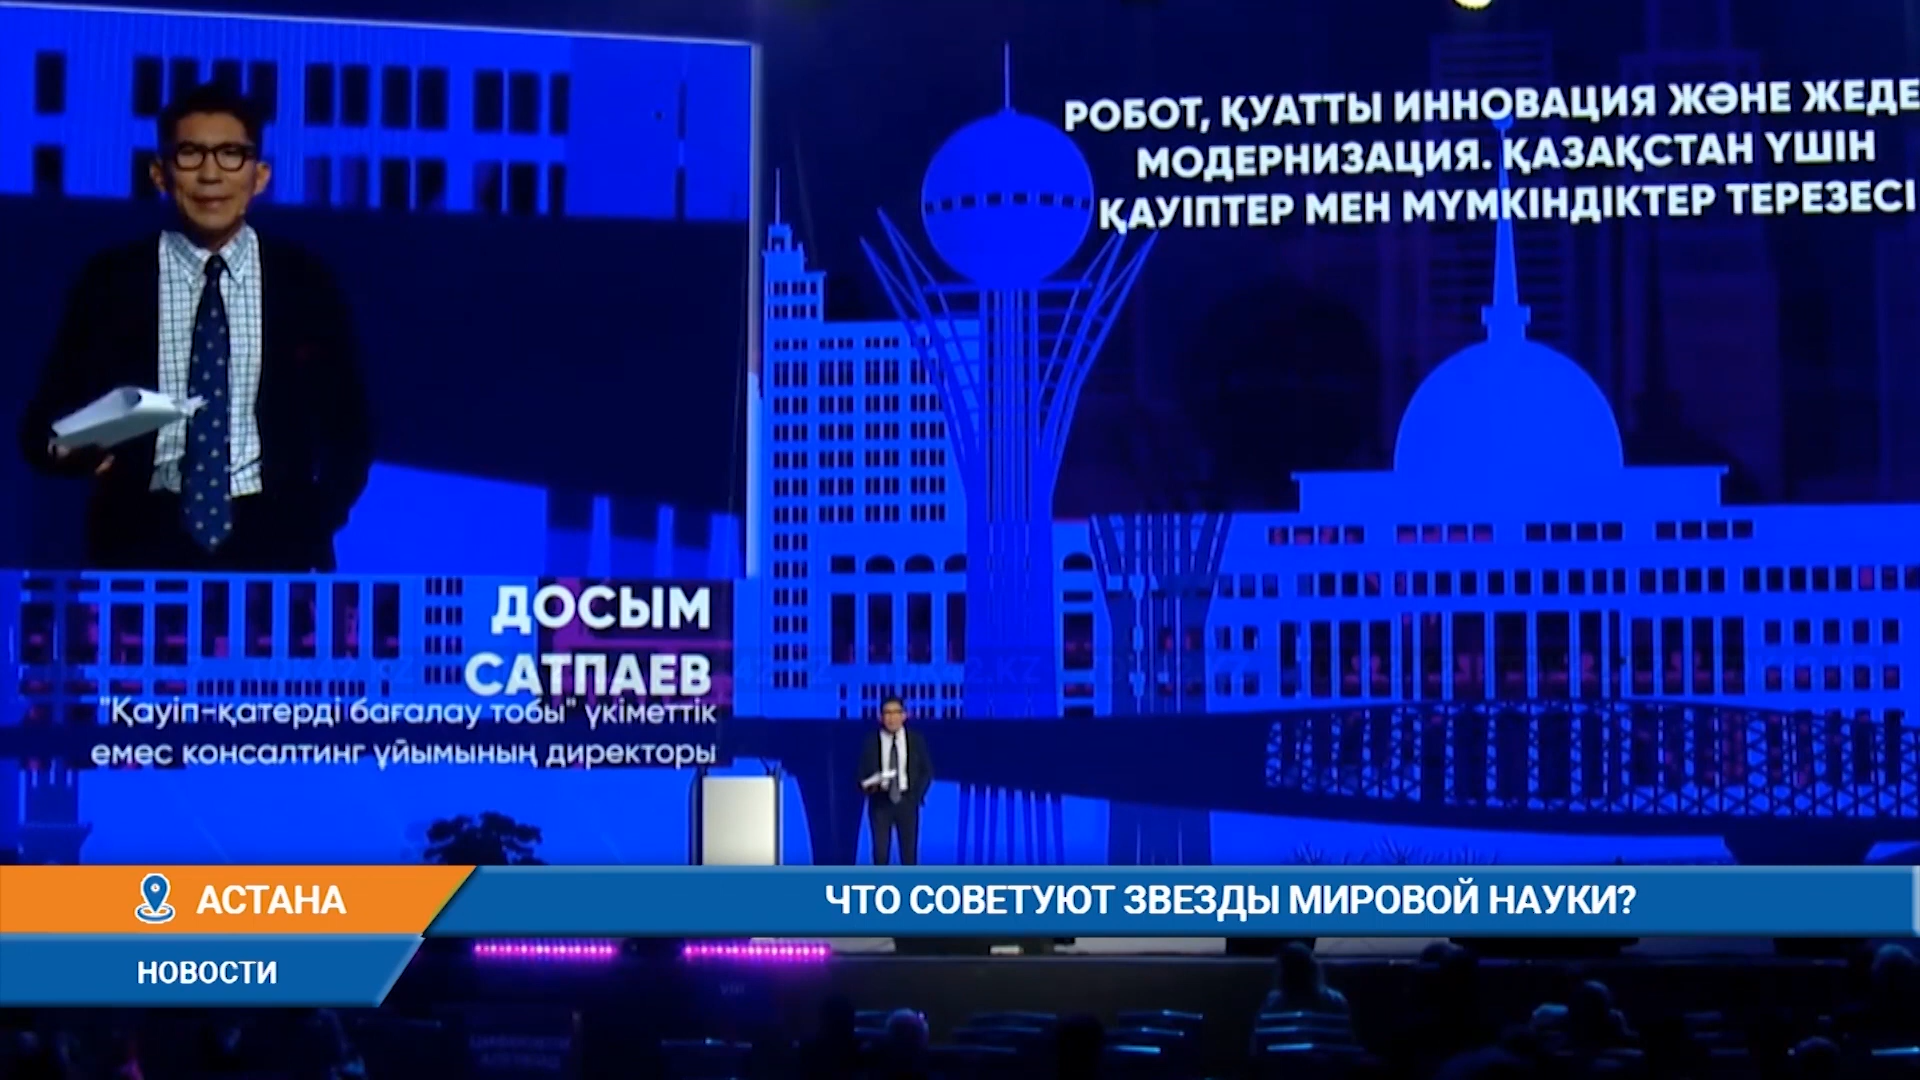 РОБОТ, ҚУАТТЫ ИННОВАЦИЯ ЖӘНЕ ЖЕДЕ
МОДЕРНИЗАЦИЯ. ҚАЗАҚСТАН ҮШІН
ҚАУІПТЕР МЕН МҮМКІНДІКТЕР ТЕРЕЗЕСІ
ДОСЫМ
САТПАЕВ
"Қауіп-қатерді бағалау тобы" үкіметтік
емес консалтинг ұйымының директоры
АСТАНА
ЧТО СОВЕТУЮТ ЗВЕЗДЫ МИРОВОЙ НАУКИ?
НОВОСТИ